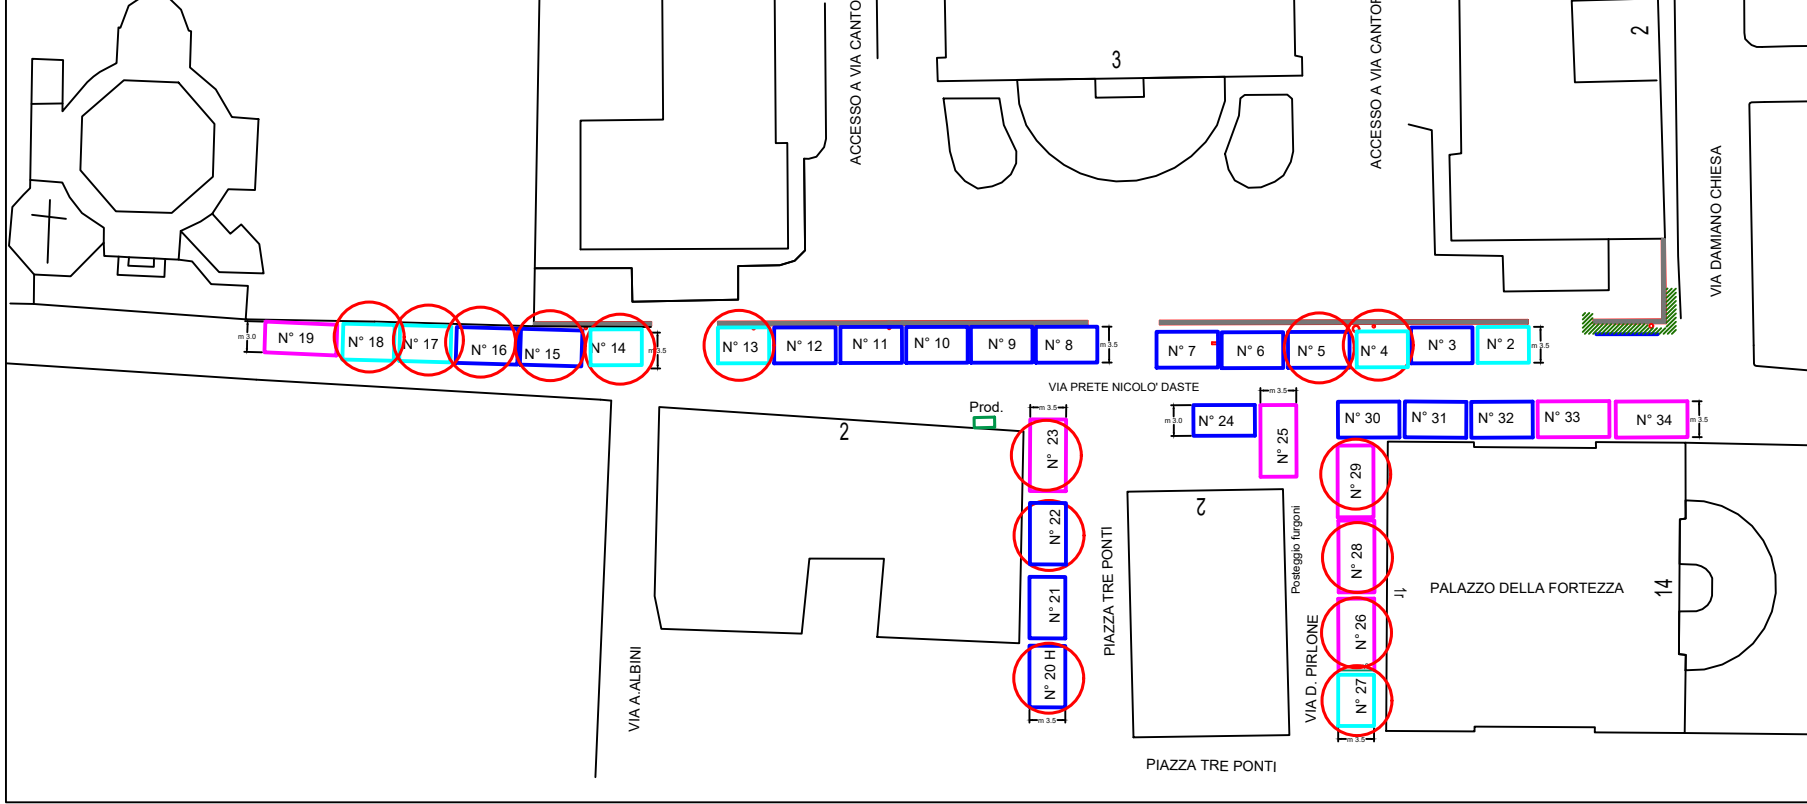 ACCESSO A VIA CANTO
3
ACCESSO A VIA CANTOR
2
VIA DAMIANO CHIESA
m 3.0
N° 19
N° 18
N° 17
N° 16
N° 15
N° 14
m 3.5
N° 13
N° 12
N° 11
N° 10
N° 9
N° 8
m 3.5
N° 7
N° 6
N° 5
N° 4
N° 3
N° 2
m 3.5
VIA PRETE NICOLO' DASTE
Prod.
2
m 3.5
N° 23
N° 22
N° 21
N° 20 H
m 3.5
PIAZZA TRE PONTI
m 3.0
N° 24
m 3.5
N° 25
2
Posteggio furgoni
N° 30
N° 31
N° 32
N° 33
N° 34
m 3.5
N° 29
N° 28
N° 26
N° 27
m 3.5
1r
PALAZZO DELLA FORTEZZA
14
VIA A.ALBINI
VIA D. PIRLONE
PIAZZA TRE PONTI